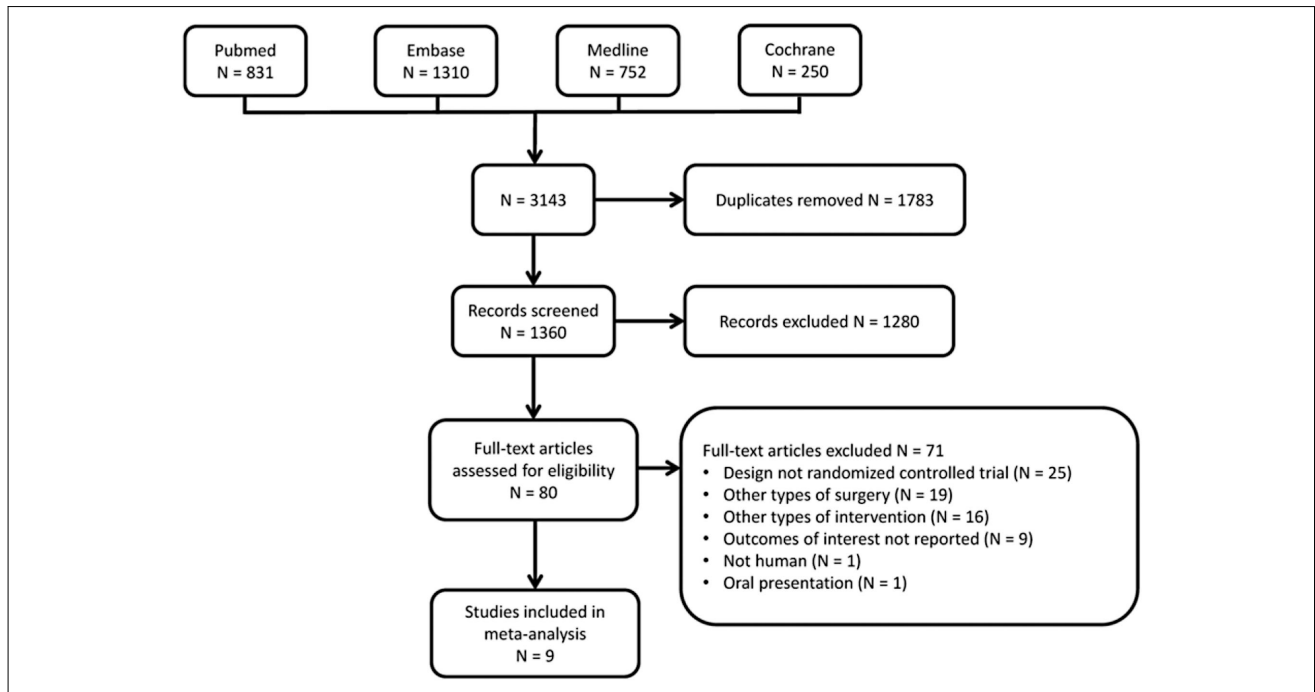 Pubmed
N = 831
Embase
N = 1310
Medline
N = 752
Cochrane
N = 250
N = 3143
Duplicates removed N = 1783
Records screened
N = 1360
Records excluded N = 1280
Full-text articles
assessed for eligibility
N = 80
Full-text articles excluded N = 71
• Design not randomized controlled trial (N = 25)
• Other types of surgery (N = 19)
• Other types of intervention (N = 16)
• Outcomes of interest not reported (N = 9)
• Not human (N = 1)
• Oral presentation (N = 1)
Studies included in
meta-analysis
N = 9